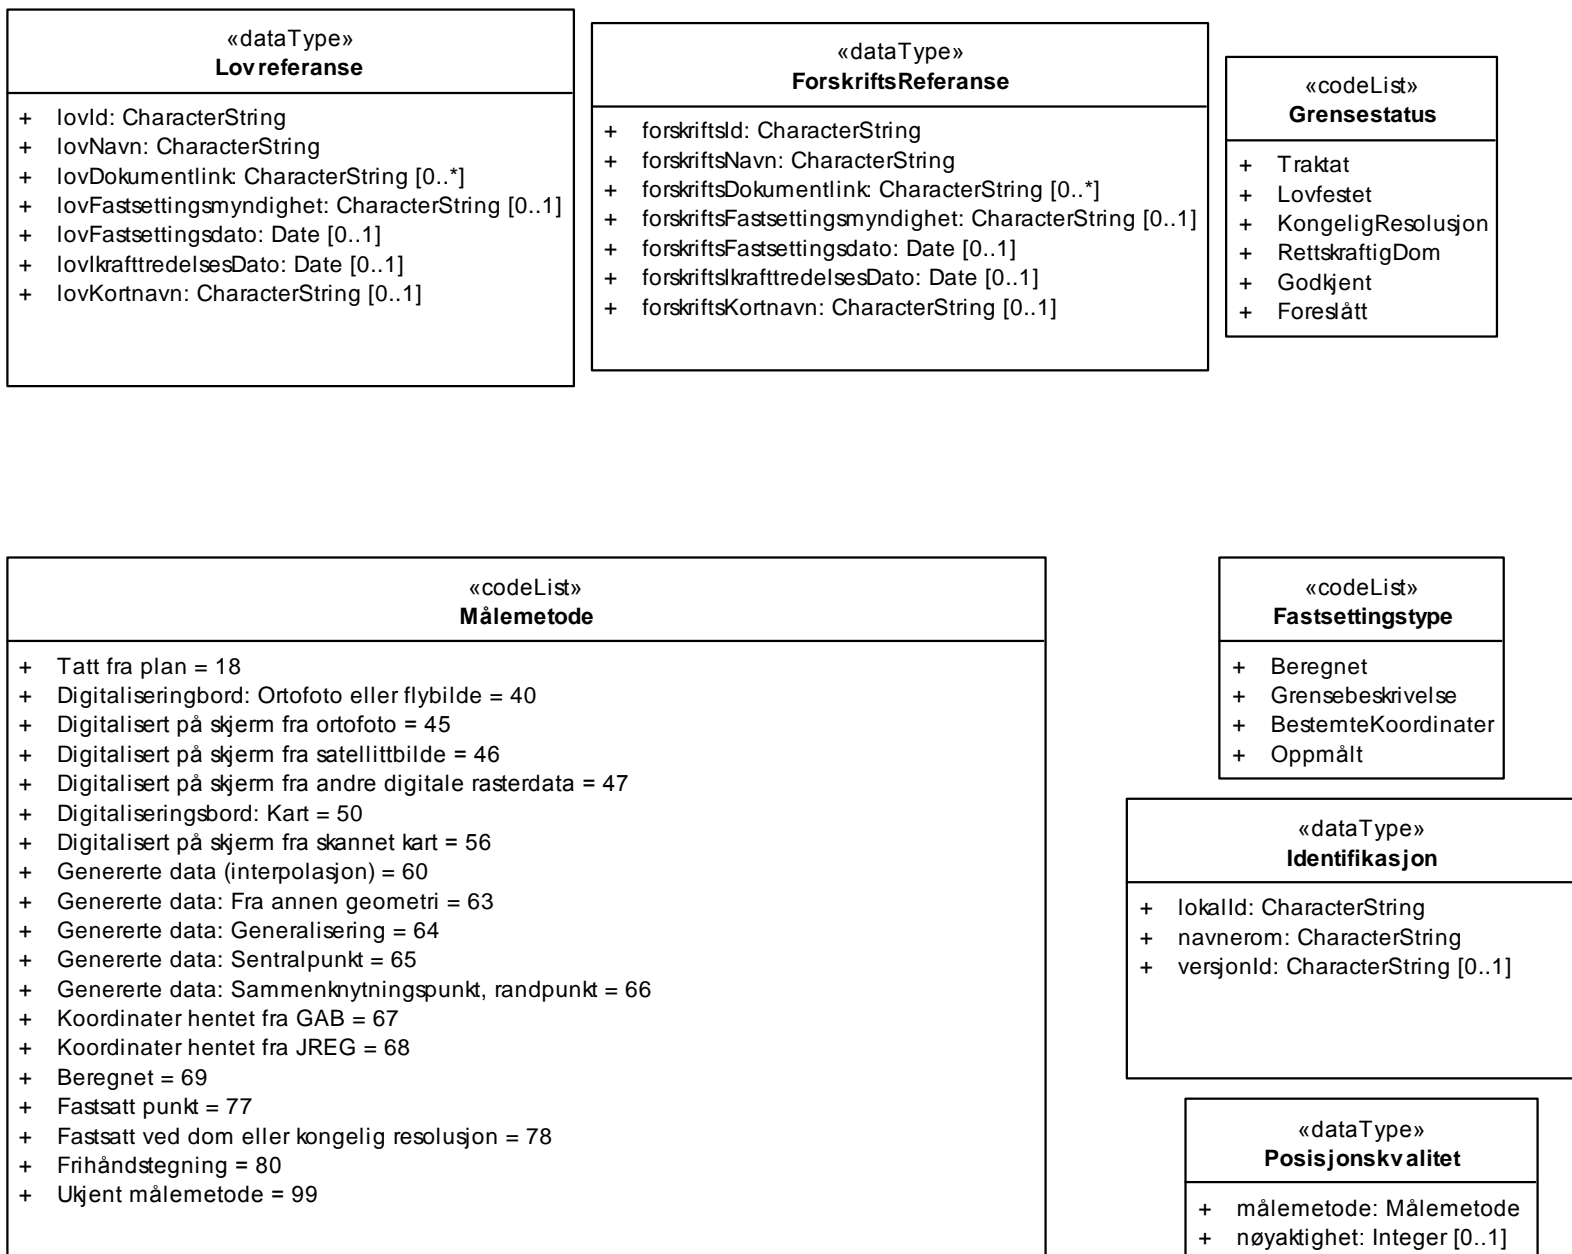 «dataType»
Lovreferanse
+ lovId: CharacterString
+ lovNavn: CharacterString
+ lovDokumentlink: CharacterString [0..*]
+ lovFastsettingsmyndighet: CharacterString [0..1]
+ lovFastsettingsdato: Date [0..1]
+ lovIkrafttredelsesDato: Date [0..1]
+ lovKortnavn: CharacterString [0..1]
«dataType»
ForskriftsReferanse
+ forskriftsId: CharacterString
+ forskriftsNavn: CharacterString
+ forskriftsDokumentlink: CharacterString [0..*]
+ forskriftsFastsettingsmyndighet: CharacterString [0..1]
+ forskriftsFastsettingsdato: Date [0..1]
+ forskriftsIkrafttredelsesDato: Date [0..1]
+ forskriftsKortnavn: CharacterString [0..1]
«codeList»
Grensestatus
+ Traktat
+ Lovfestet
+ KongeligResolusjon
+ RettskraftigDom
+ Godkjent
+ Foreslått
«codeList»
Målemetode
+ Tatt fra plan = 18
+ Digitaliseringbord: Ortofoto eller flybilde = 40
+ Digitalisert på skjerm fra ortofoto = 45
+ Digitalisert på skjerm fra satellittbilde = 46
+ Digitalisert på skjerm fra andre digitale rasterdata = 47
+ Digitaliseringsbord: Kart = 50
+ Digitalisert på skjerm fra skannet kart = 56
+ Genererte data (interpolasjon) = 60
+ Genererte data: Fra annen geometri = 63
+ Genererte data: Generalisering = 64
+ Genererte data: Sentralpunkt = 65
+ Genererte data: Sammenknytningspunkt, randpunkt = 66
+ Koordinater hentet fra GAB = 67
+ Koordinater hentet fra JREG = 68
+ Beregnet = 69
+ Fastsatt punkt = 77
+ Fastsatt ved dom eller kongelig resolusjon = 78
+ Frihåndstegning = 80
+ Ukjent målemetode = 99
«codeList»
Fastsettingstype
+ Beregnet
+ Grensebeskrivelse
+ BestemteKoordinater
+ Oppmålt
«dataType»
Identifikasjon
+ lokalId: CharacterString
+ navnerom: CharacterString
+ versjonId: CharacterString [0..1]
«dataType»
Posisjonskvalitet
+ målemetode: Målemetode
+ nøyaktighet: Integer [0..1]